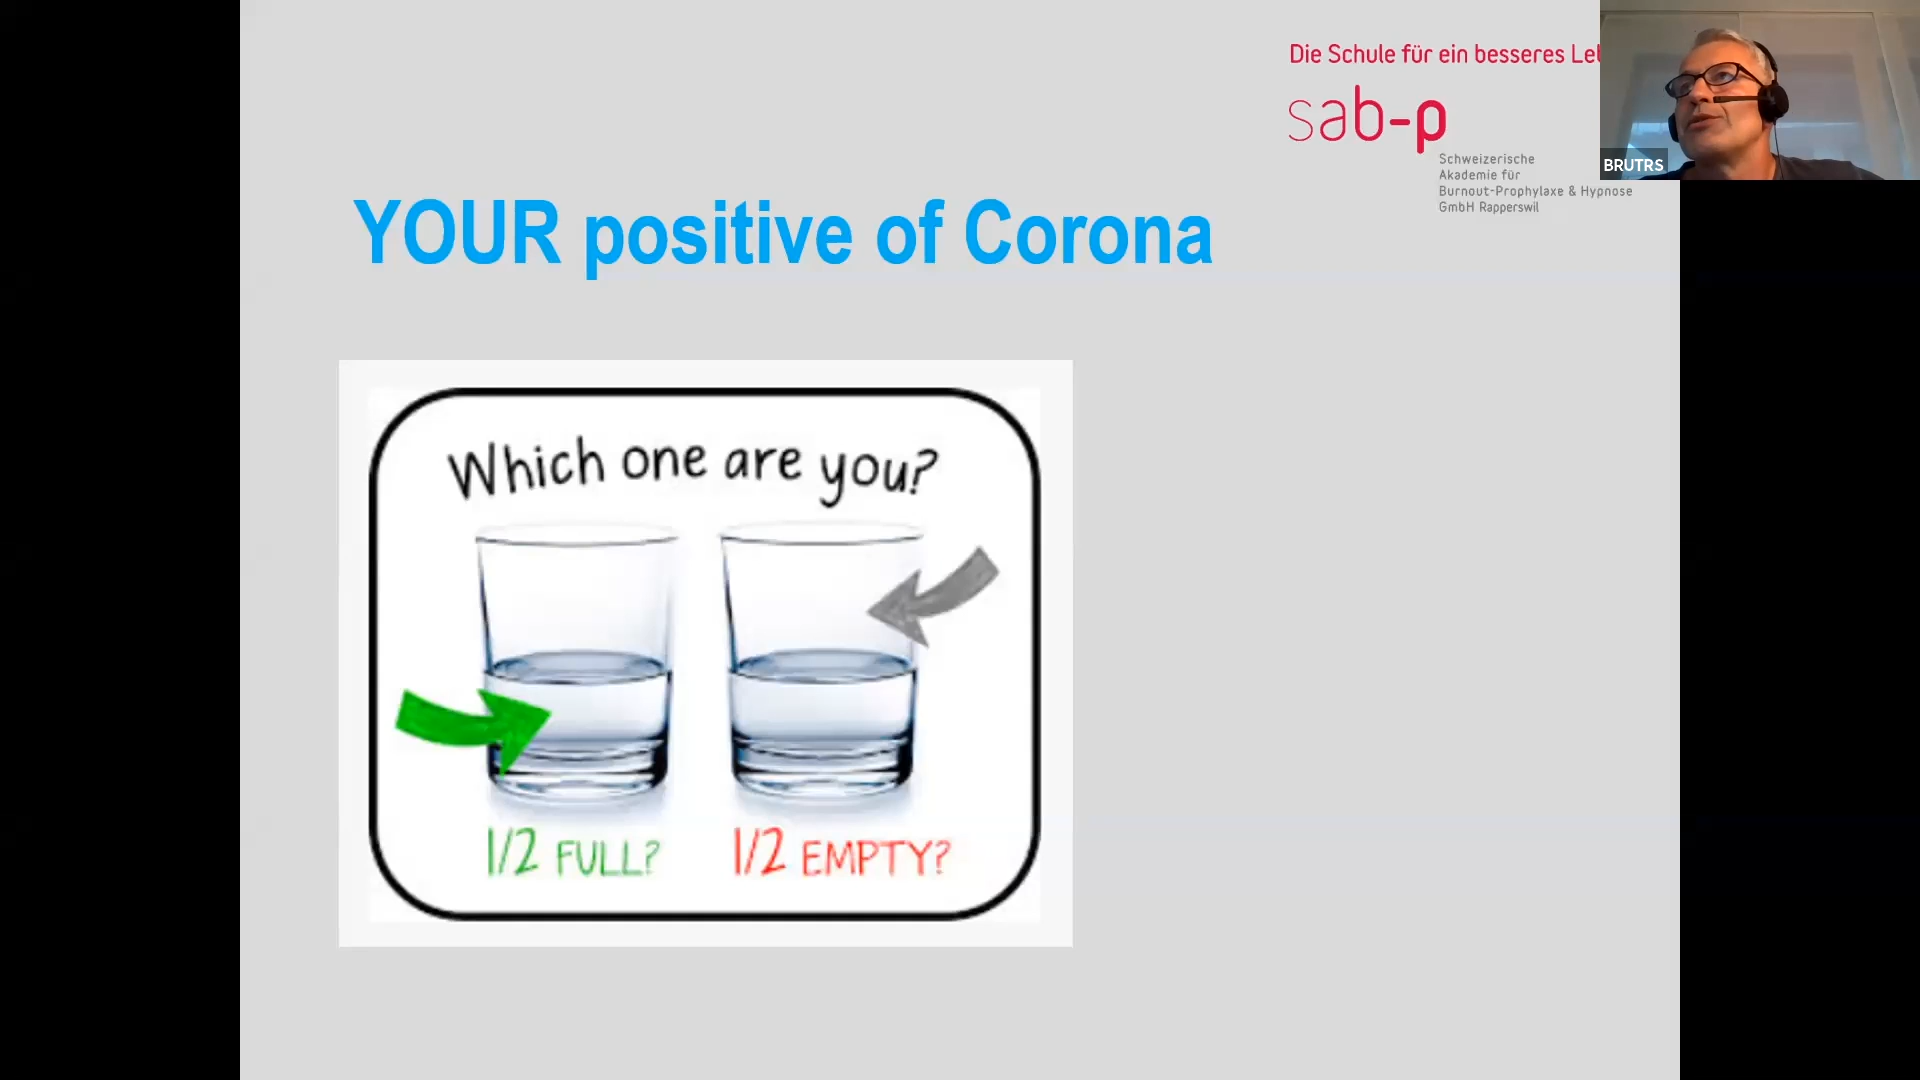 Die Schule für ein besseres
sab-p
Schweizerische
Akademie für
Burnout-Prophylaxe & Hypnose
GmbH Rapperswil
BRUTRS
YOUR positive of Corona
Which one are you?
1/2 FULL?
1/2 EMPTY?